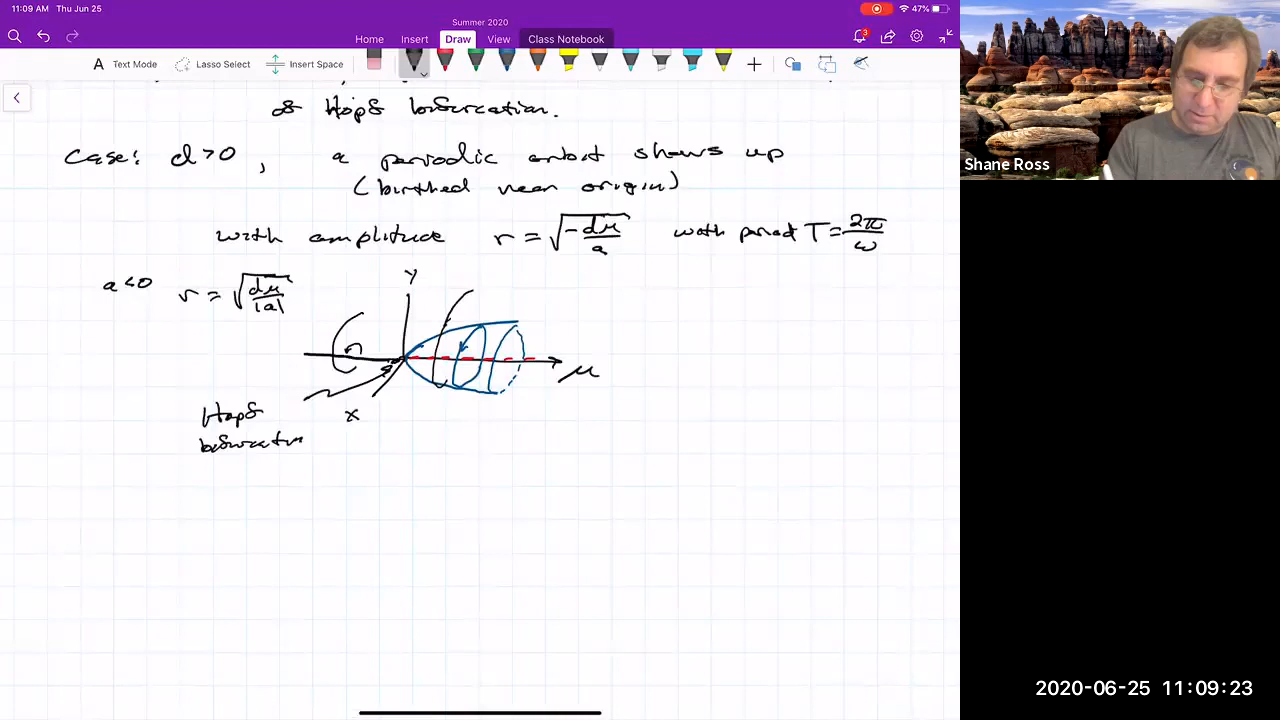 11:09 AM Thu Jun 25
47%
Summer 2020
Home Insert Draw View Class Notebook
3
A Text Mode Lasso Select Insert Space
of Hopf bifurcation.
Case: d>0, a periodic orbit shows up
(birthed near origin)
with amplitude r = √(-dμ/a) with period T = 2π/ω
a<0 r = √(dμ/|a|)
y
μ
x
Hopf
bifurcation
Shane Ross
2020-06-25 11:09:23